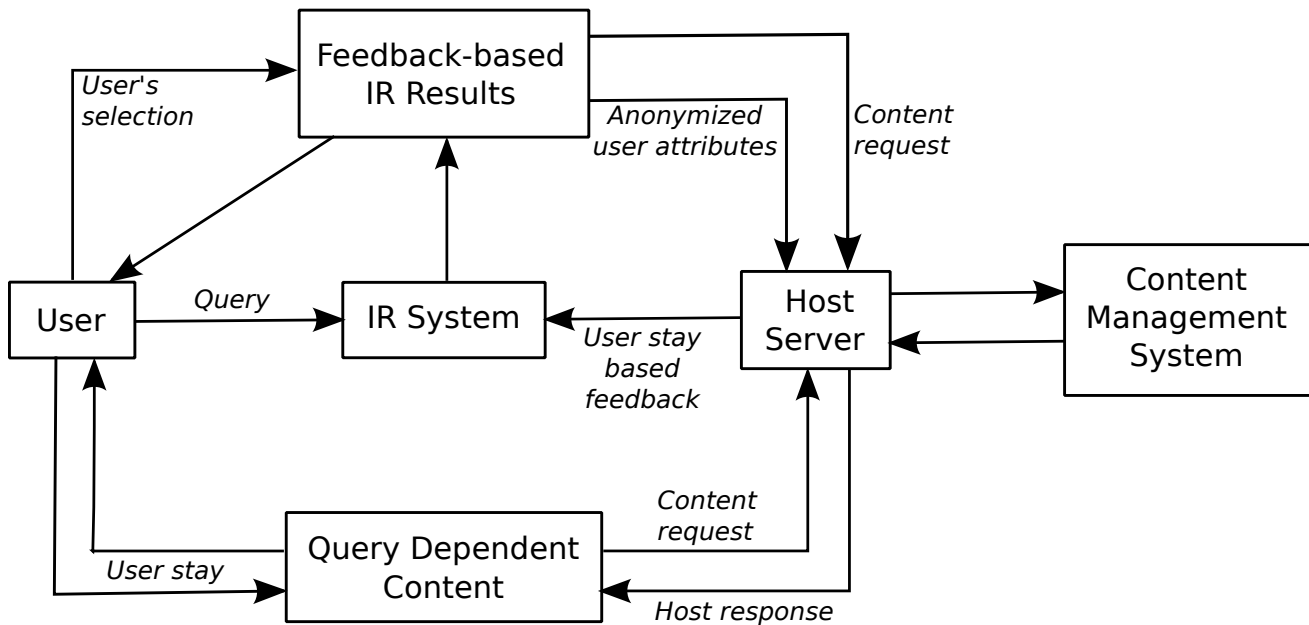 Feedback-based
IR Results
User's
selection
Anonymized
user attributes
Content
request
User
Query
IR System
User stay
based
feedback
Host
Server
Content
Management
System
Query Dependent
Content
User stay
Content
request
Host response